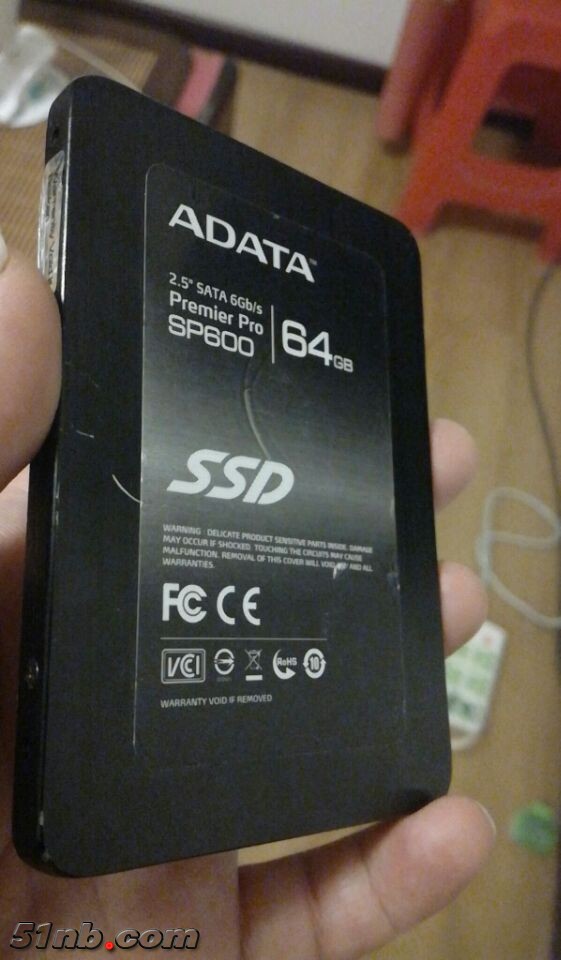 ADATA™
2.5" SATA 6Gb/s
Premier Pro
SP600
64GB
SSD
WARNING : DELICATE PRODUCT SENSITIVE PARTS INSIDE. DAMAGE
MAY OCCUR IF SHOCKED. TOUCHING THE CIRCUITS MAY CAUSE
MALFUNCTION. REMOVAL OF THIS COVER WILL VOID ANY AND ALL
WARRANTIES.
FC CE
VCI
RoHS
10
WARRANTY VOID IF REMOVED
51nb.com